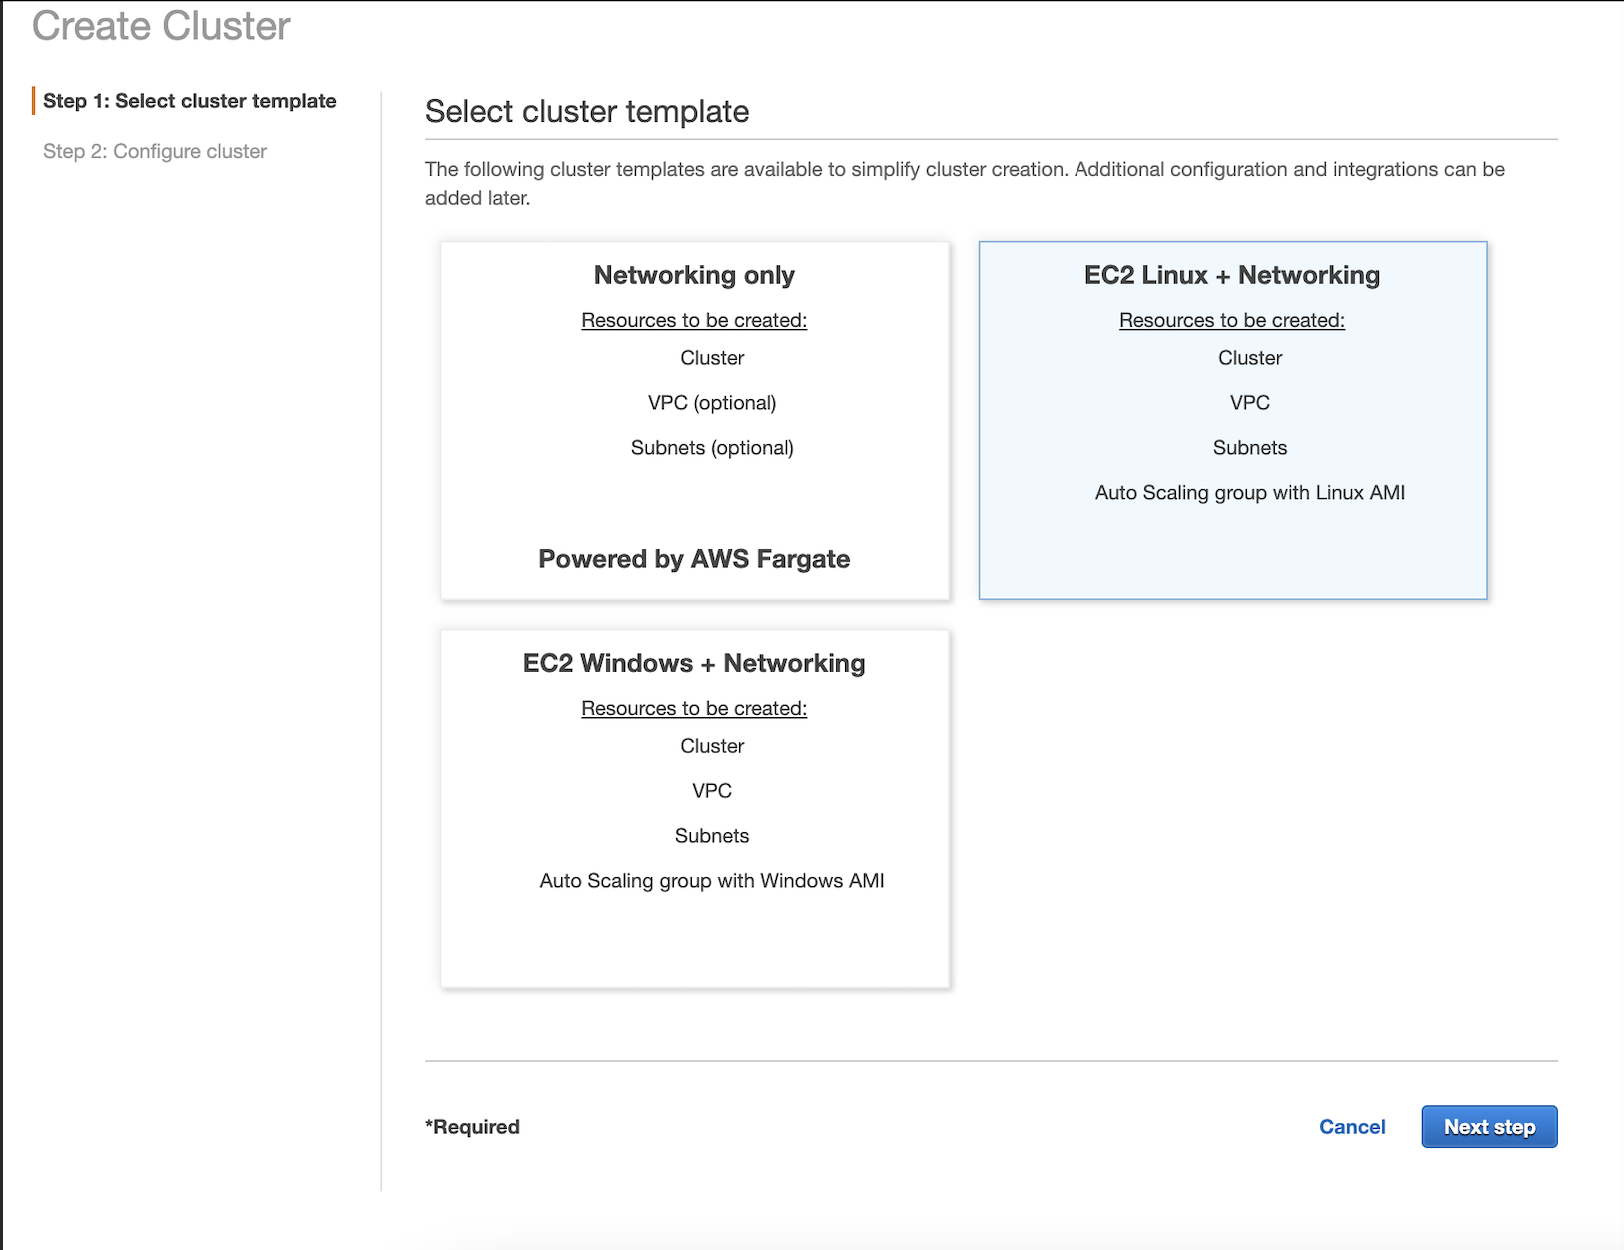 Create Cluster
Step 1: Select cluster template
Step 2: Configure cluster
Select cluster template
The following cluster templates are available to simplify cluster creation. Additional configuration and integrations can be
added later.
Networking only
Resources to be created:
Cluster
VPC (optional)
Subnets (optional)
Powered by AWS Fargate
EC2 Linux + Networking
Resources to be created:
Cluster
VPC
Subnets
Auto Scaling group with Linux AMI
EC2 Windows + Networking
Resources to be created:
Cluster
VPC
Subnets
Auto Scaling group with Windows AMI
*Required
Cancel
Next step